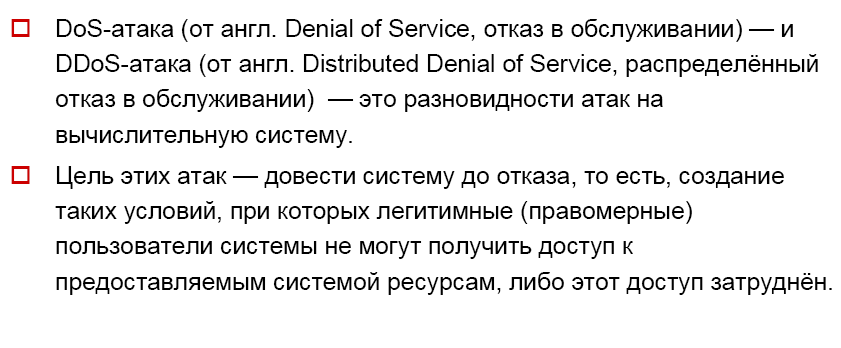 DoS-атака (от англ. Denial of Service, отказ в обслуживании) — и
DDoS-атака (от англ. Distributed Denial of Service, распределённый
отказ в обслуживании)  — это разновидности атак на
вычислительную систему.
Цель этих атак — довести систему до отказа, то есть, создание
таких условий, при которых легитимные (правомерные)
пользователи системы не могут получить доступ к
предоставляемым системой ресурсам, либо этот доступ затруднён.